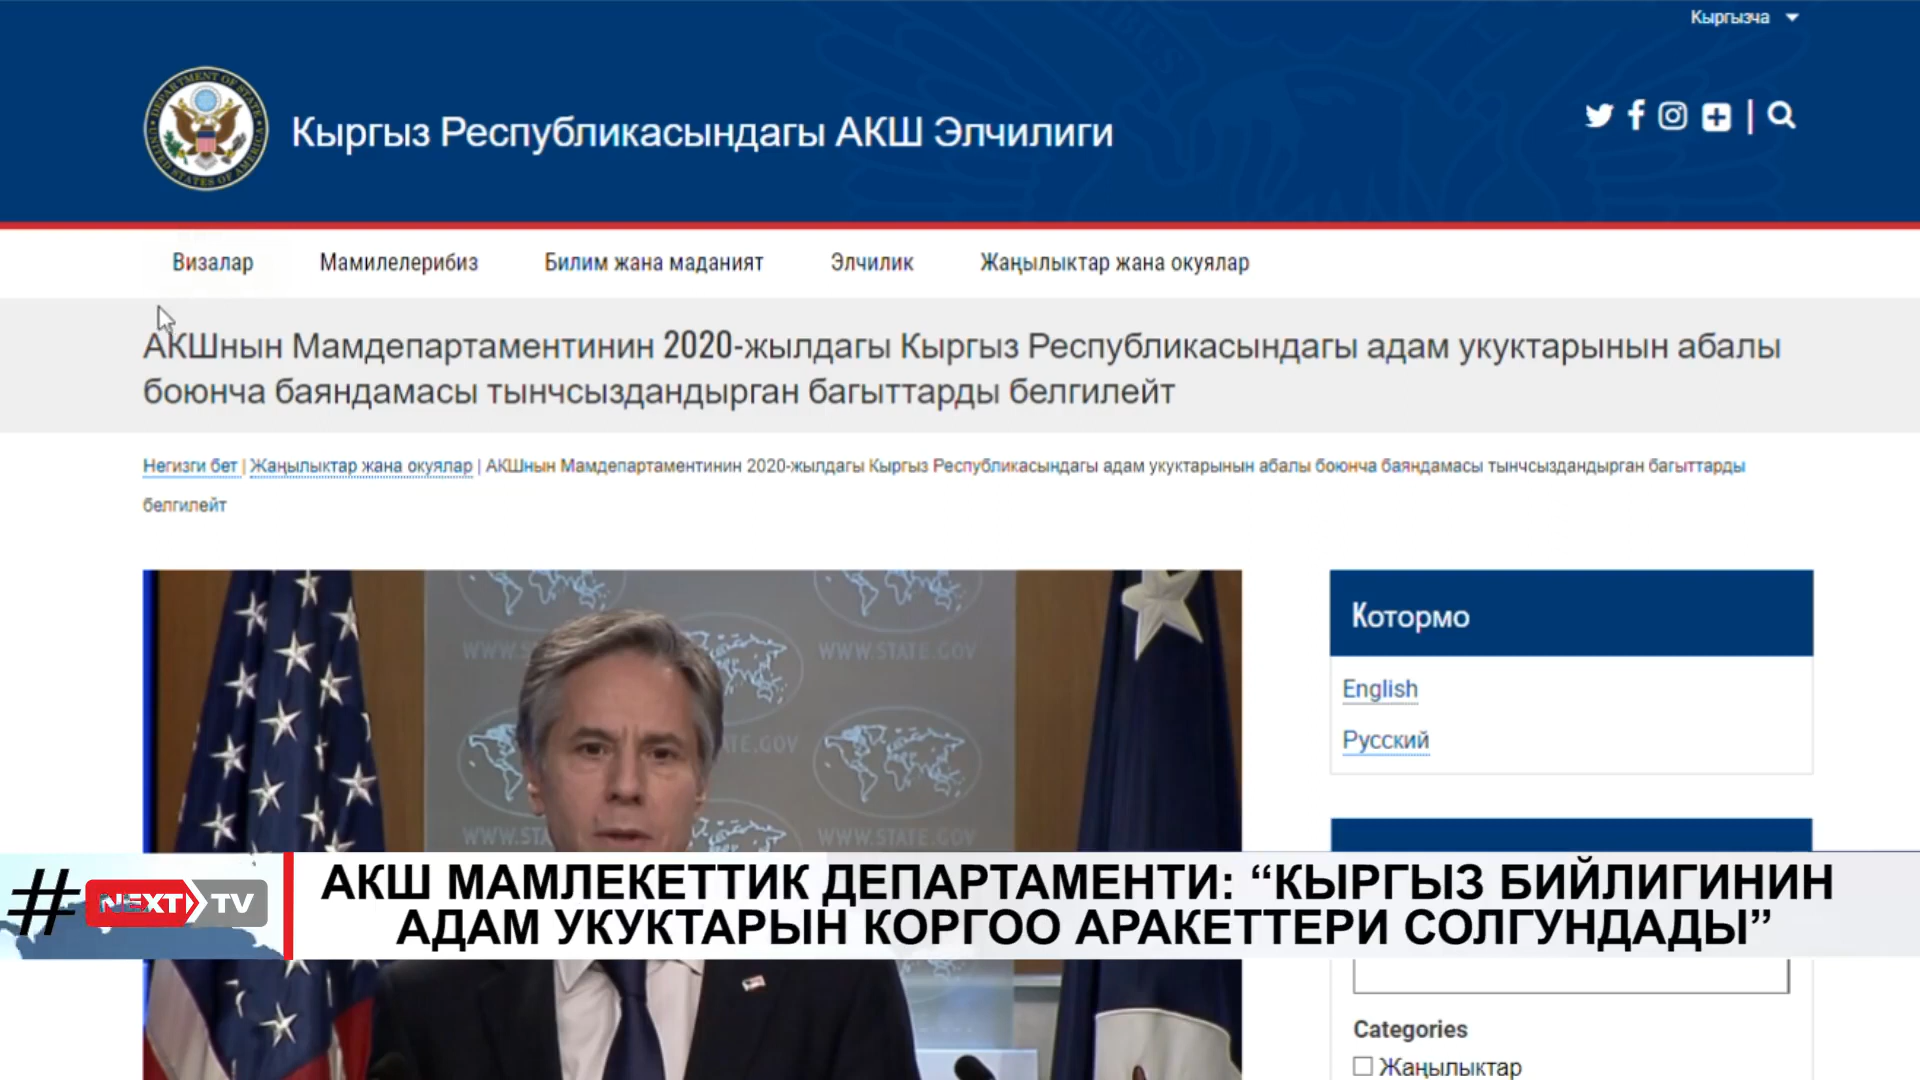 Кыргызча
Кыргыз Республикасындагы АКШ Элчилиги
Визалар Мамилелерибиз Билим жана маданият Элчилик Жаңылыктар жана окуялар
АКШнын Мамдепартаментинин 2020-жылдагы Кыргыз Республикасындагы адам укуктарынын абалы
боюнча баяндамасы тынчсыздандырган багыттарды белгилейт
Негизги бет | Жаңылыктар жана окуялар | АКШнын Мамдепартаментинин 2020-жылдагы Кыргыз Республикасындагы адам укуктарынын абалы боюнча баяндамасы тынчсыздандырган багыттарды
белгилейт
Котормо
English
Русский
WWW.STATE.GOV
WWW.STATE.GOV
# NEXT TV
АКШ МАМЛЕКЕТТИК ДЕПАРТАМЕНТИ: “КЫРГЫЗ БИЙЛИГИНИН
АДАМ УКУКТАРЫН КОРГОО АРАКЕТТЕРИ СОЛГУНДАДЫ”
Categories
Жаңылыктар